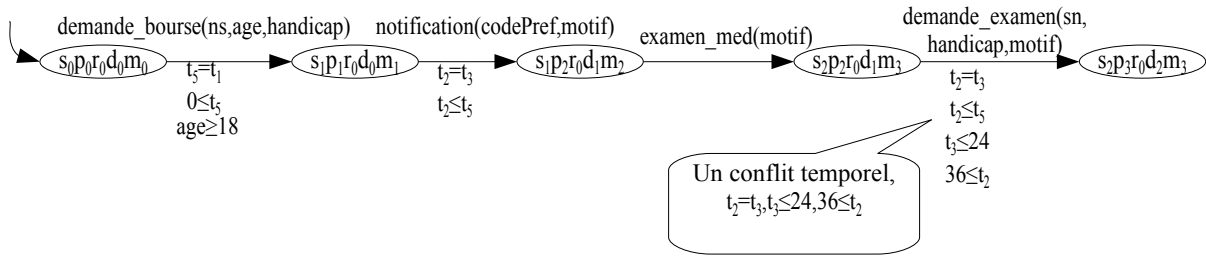 demande_bourse(ns,age,handicap)
notification(codePref,motif)
examen_med(motif)
demande_examen(sn,
handicap,motif)
s₀p₀r₀d₀m₀
s₁p₁r₀d₀m₁
s₁p₂r₀d₁m₂
s₂p₂r₀d₁m₃
s₂p₃r₀d₂m₃
t₅=t₁
0≤t₅
age≥18
t₂=t₃
t₂≤t₅
t₂=t₃
t₂≤t₅
t₃≤24
36≤t₂
Un conflit temporel,
t₂=t₃,t₃≤24,36≤t₂